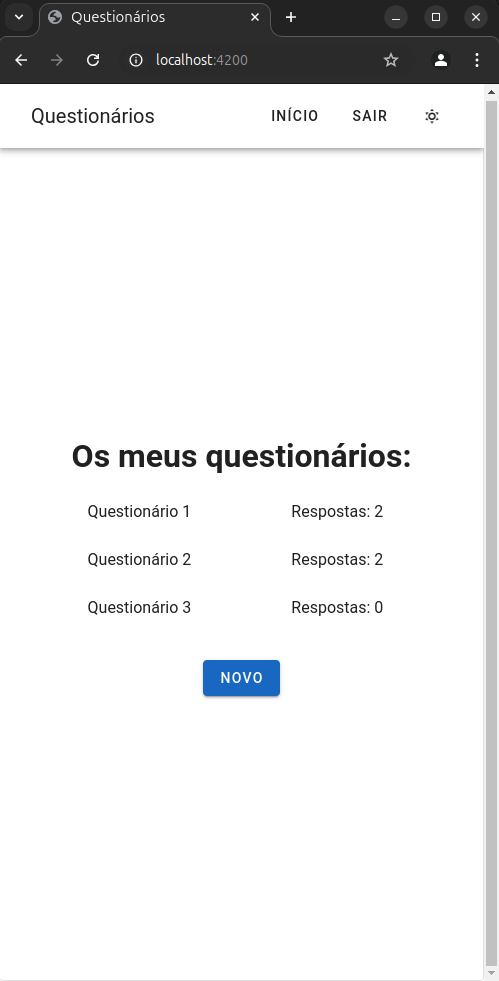 Questionários
localhost:4200
Questionários INÍCIO SAIR
Os meus questionários:
Questionário 1 Respostas: 2
Questionário 2 Respostas: 2
Questionário 3 Respostas: 0
NOVO